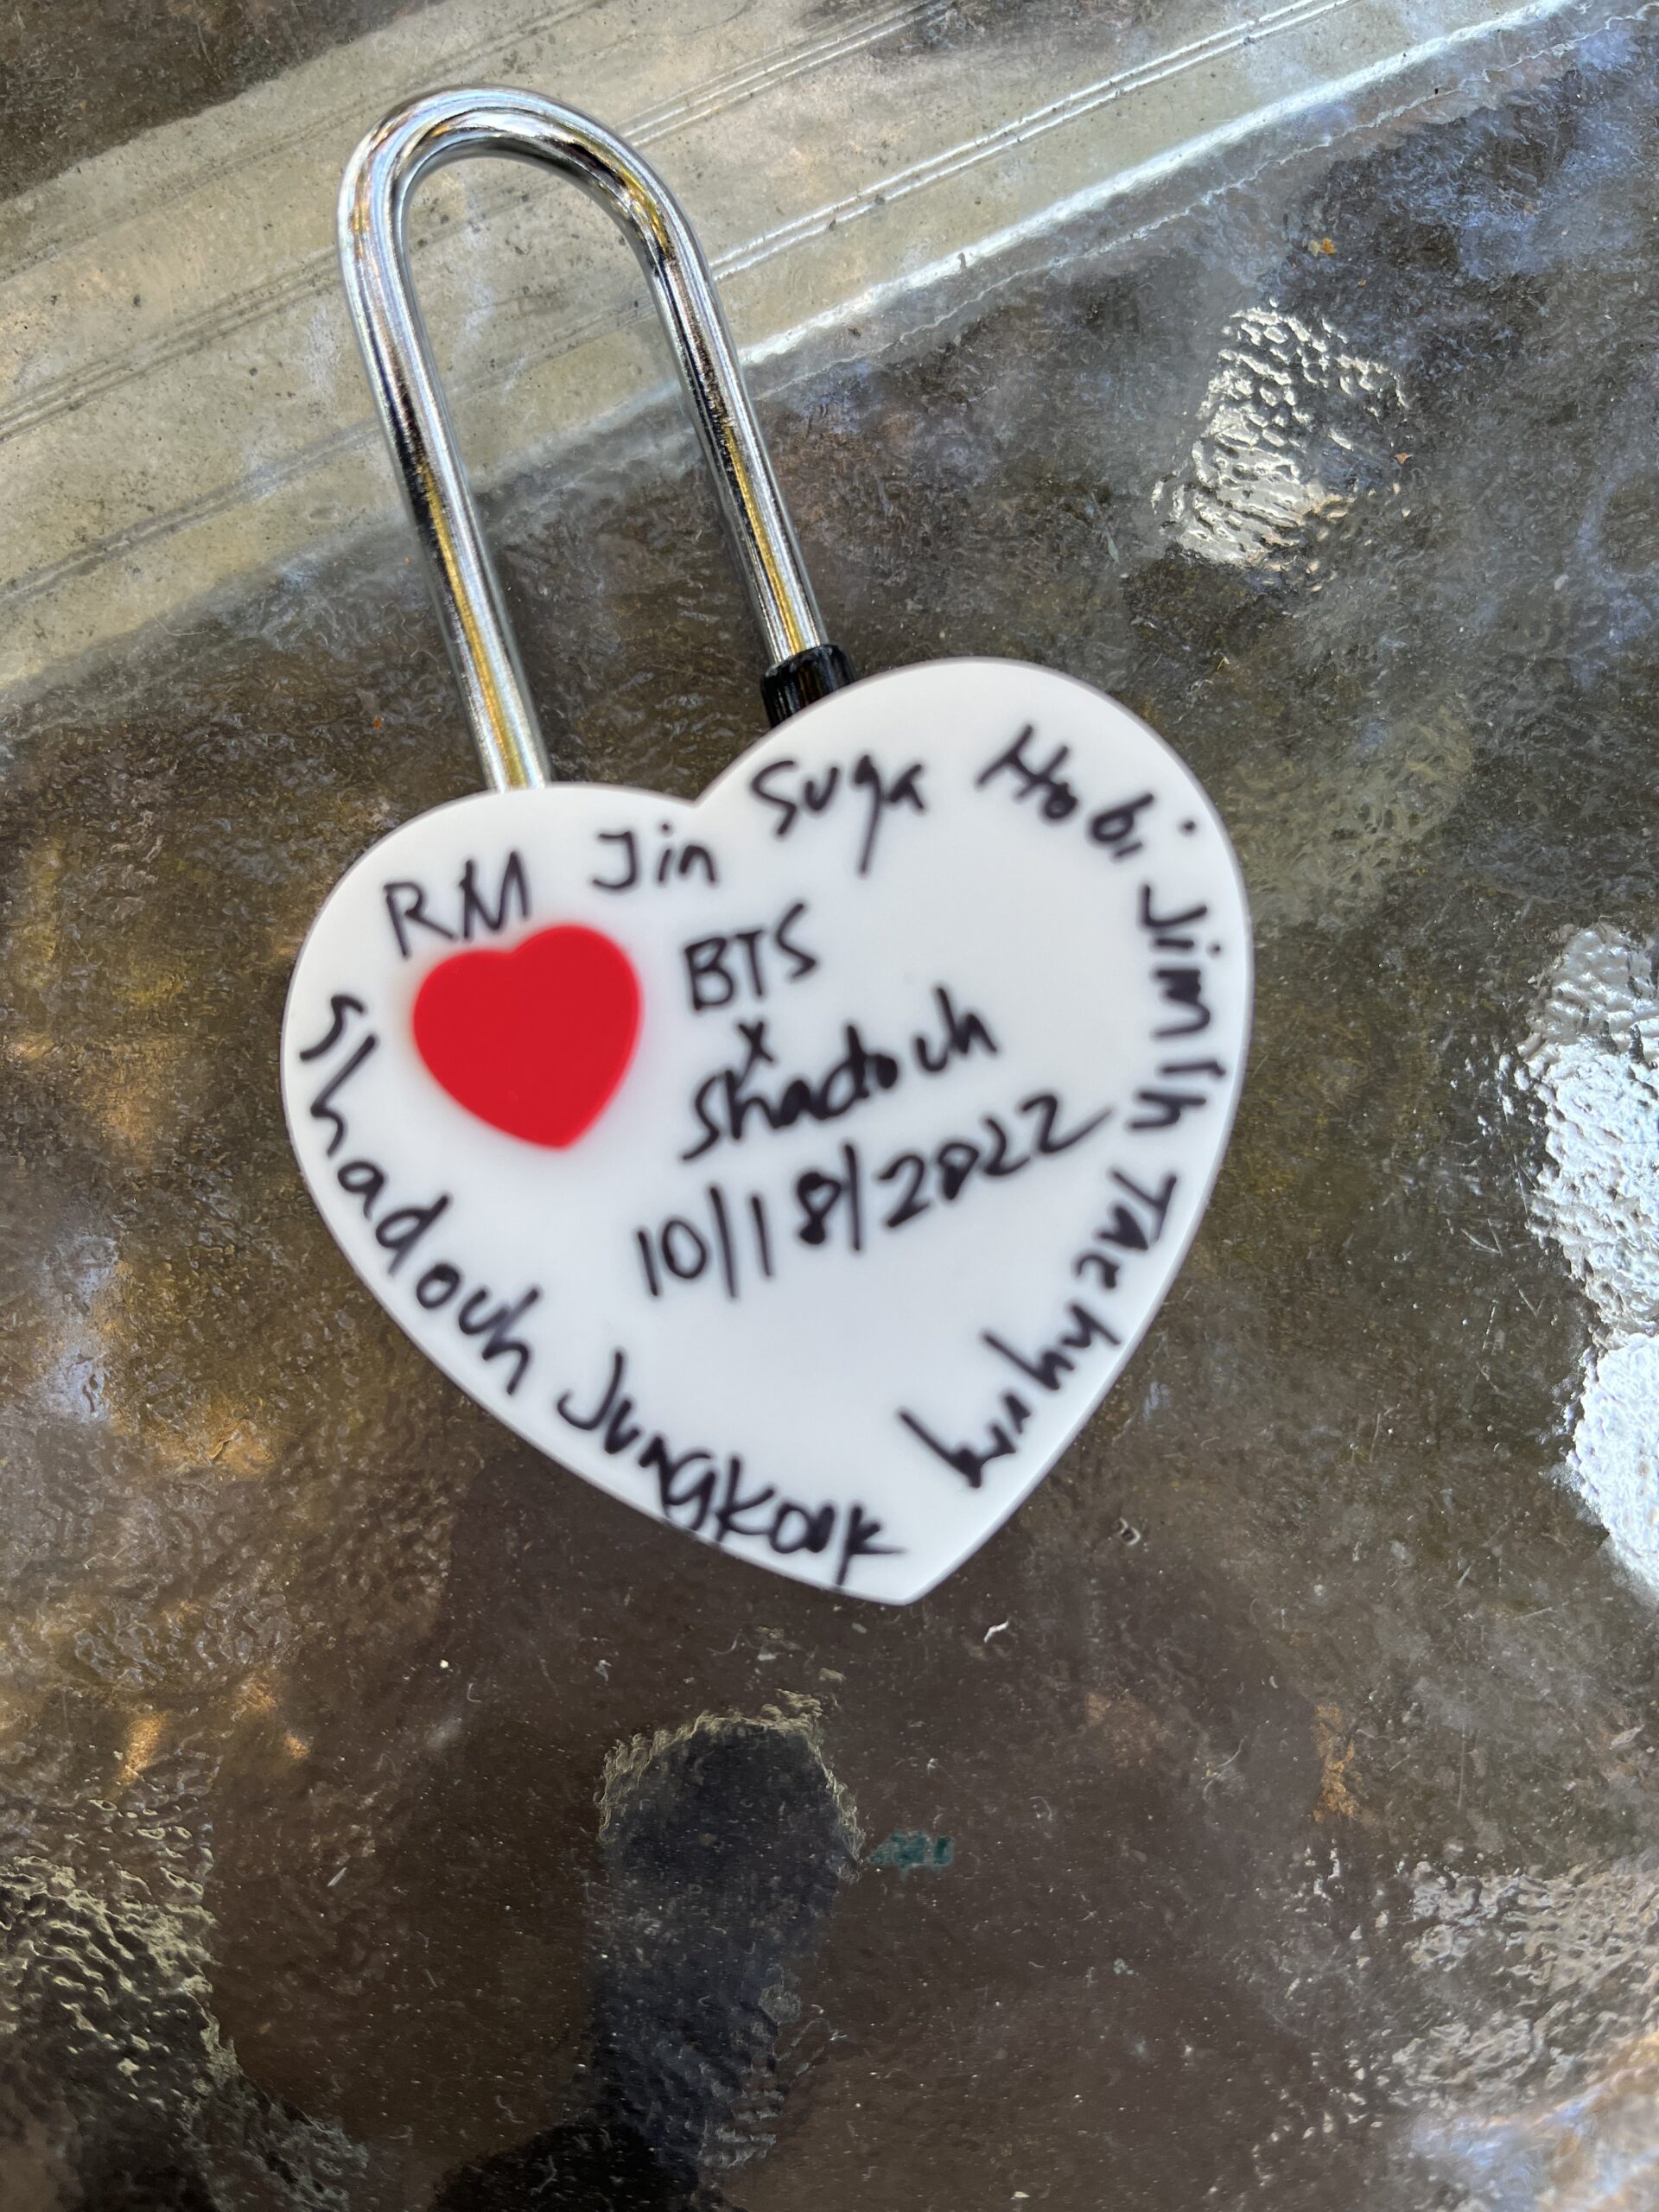 RM Jin Suga Hobi Jimin Taehyung Jungkook Shadouh
BTS
x
Shadouh
10/18/2022